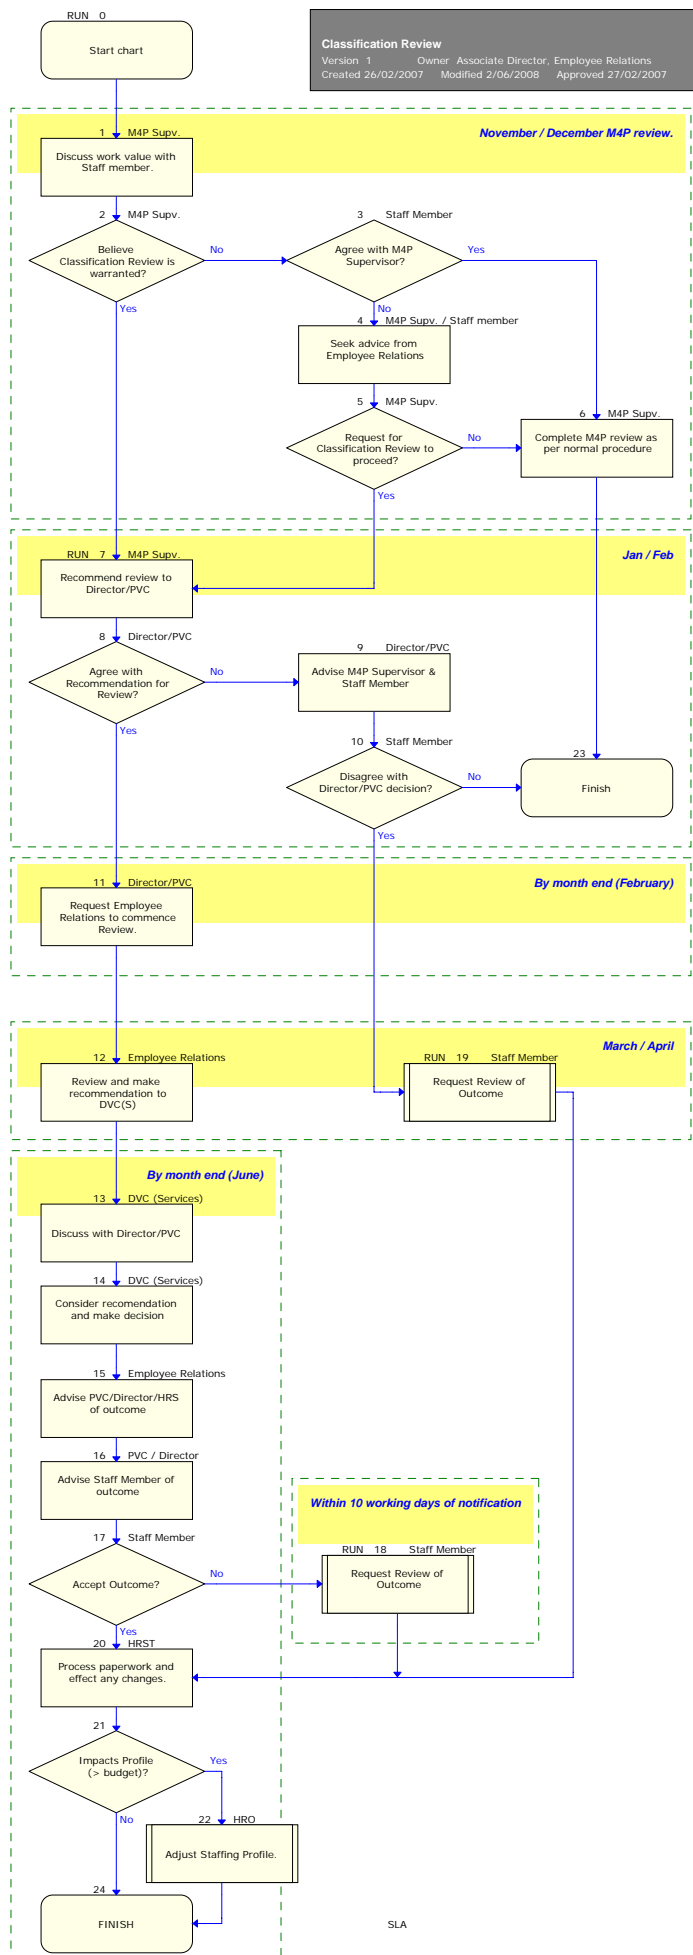 RUN 0
Start chart
Classification Review
Version 1 Owner Associate Director, Employee Relations
Created 26/02/2007 Modified 2/06/2008 Approved 27/02/2007
November / December M4P review.
1 M4P Supv.
Discuss work value with
Staff member.
2 M4P Supv.
Believe
Classification Review is
warranted?
No
Yes
3 Staff Member
Agree with M4P
Supervisor?
Yes
No
4 M4P Supv. / Staff member
Seek advice from
Employee Relations
5 M4P Supv.
Request for
Classification Review to
proceed?
No
Yes
6 M4P Supv.
Complete M4P review as
per normal procedure
Jan / Feb
RUN 7 M4P Supv.
Recommend review to
Director/PVC
8 Director/PVC
Agree with
Recommendation for
Review?
No
Yes
9 Director/PVC
Advise M4P Supervisor &
Staff Member
10 Staff Member
Disagree with
Director/PVC decision?
No
Yes
23
Finish
By month end (February)
11 Director/PVC
Request Employee
Relations to commence
Review.
March / April
12 Employee Relations
Review and make
recommendation to
DVC(S)
RUN 19 Staff Member
Request Review of
Outcome
By month end (June)
13 DVC (Services)
Discuss with Director/PVC
14 DVC (Services)
Consider recomendation
and make decision
15 Employee Relations
Advise PVC/Director/HRS
of outcome
16 PVC / Director
Advise Staff Member of
outcome
Within 10 working days of notification
17 Staff Member
Accept Outcome?
No
Yes
RUN 18 Staff Member
Request Review of
Outcome
20 HRST
Process paperwork and
effect any changes.
21
Impacts Profile
(> budget)?
Yes
No
22 HRO
Adjust Staffing Profile.
24
FINISH
SLA